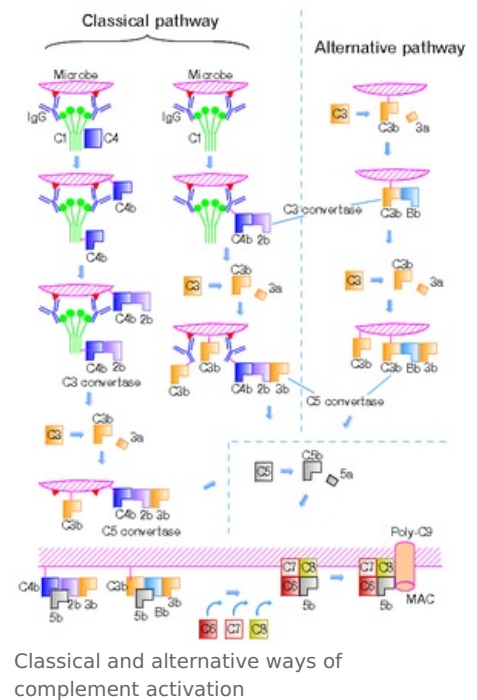 Classical pathway
Alternative pathway
Microbe
Microbe
IgG
IgG
C1
C4
C1
C3
C3b
3a
C4b
C4b
C3 convertase
C4b 2b
C3b Bb
C3
C3b
3a
C3
C3b
3a
C4b 2b
C4b 2b
C3 convertase
C3b
C3b
C4b 2b 3b
C3b
C3b Bb 3b
C5 convertase
C3
C3b
3a
C3b
C4b 2b 3b
C5 convertase
C5
C5b
5a
Poly-C9
C4b
2b 3b
5b
C3b
3b
5b
Bb
C7 C8
C6
5b
C7 C8
C6
5b
MAC
C6
C7
C8
Classical and alternative ways of
complement activation